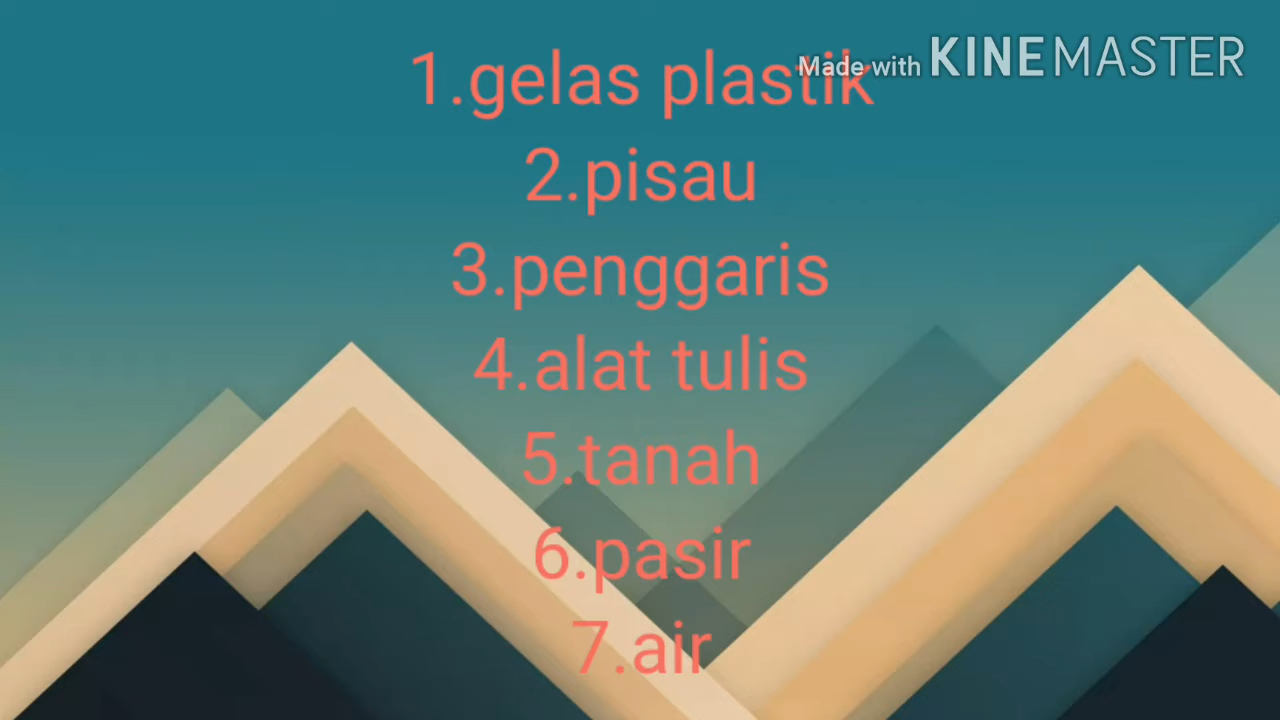 Made with KINEMASTER
1.gelas plastik
2.pisau
3.penggaris
4.alat tulis
5.tanah
6.pasir
7.air